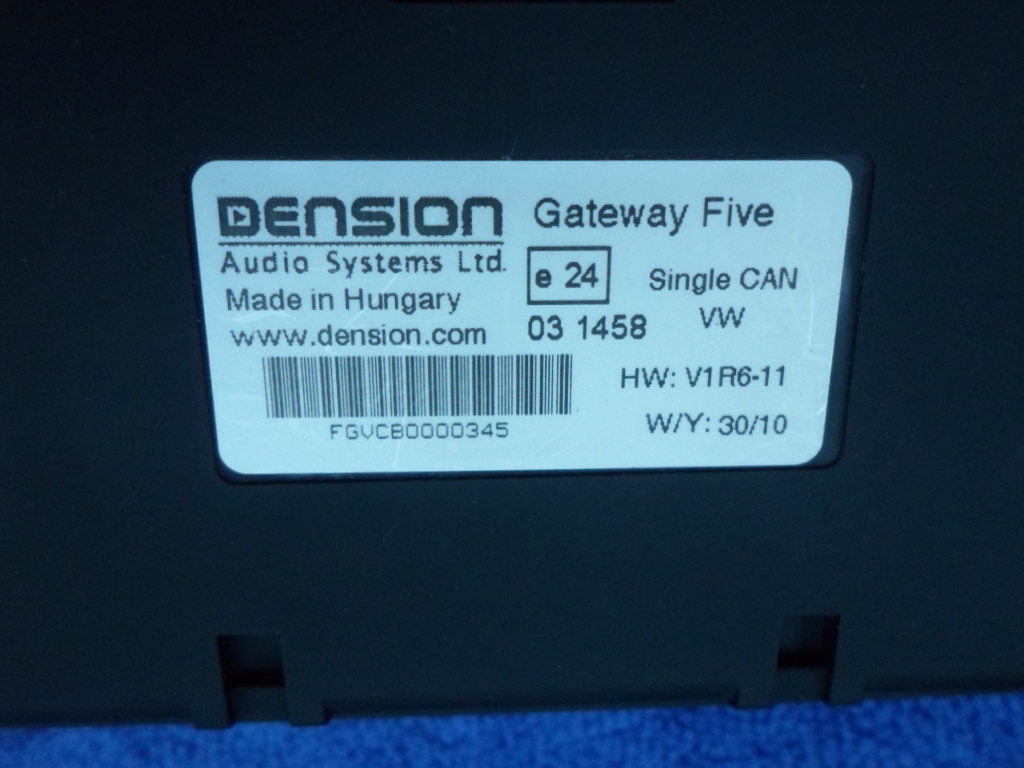 DENSION
Audio Systems Ltd.
Made in Hungary
www.dension.com
FGVCB0000345
Gateway Five
e 24
03 1458
Single CAN
VW
HW: V1R6-11
W/Y: 30/10